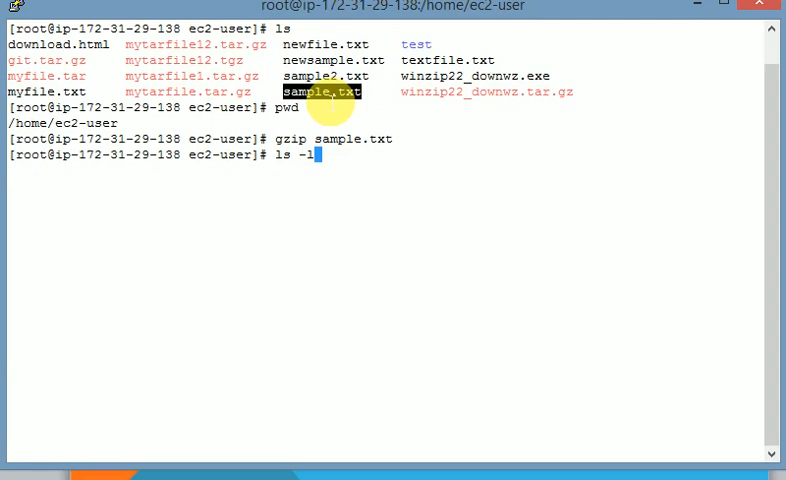 root@ip-172-31-29-138:/home/ec2-user
[root@ip-172-31-29-138 ec2-user]# ls
download.html mytarfile12.tar.gz newfile.txt test
git.tar.gz mytarfile12.tgz newsample.txt textfile.txt
myfile.tar mytarfile1.tar.gz sample2.txt winzip22_downwz.exe
myfile.txt mytarfile.tar.gz sample.txt winzip22_downwz.tar.gz
[root@ip-172-31-29-138 ec2-user]# pwd
/home/ec2-user
[root@ip-172-31-29-138 ec2-user]# gzip sample.txt
[root@ip-172-31-29-138 ec2-user]# ls -l